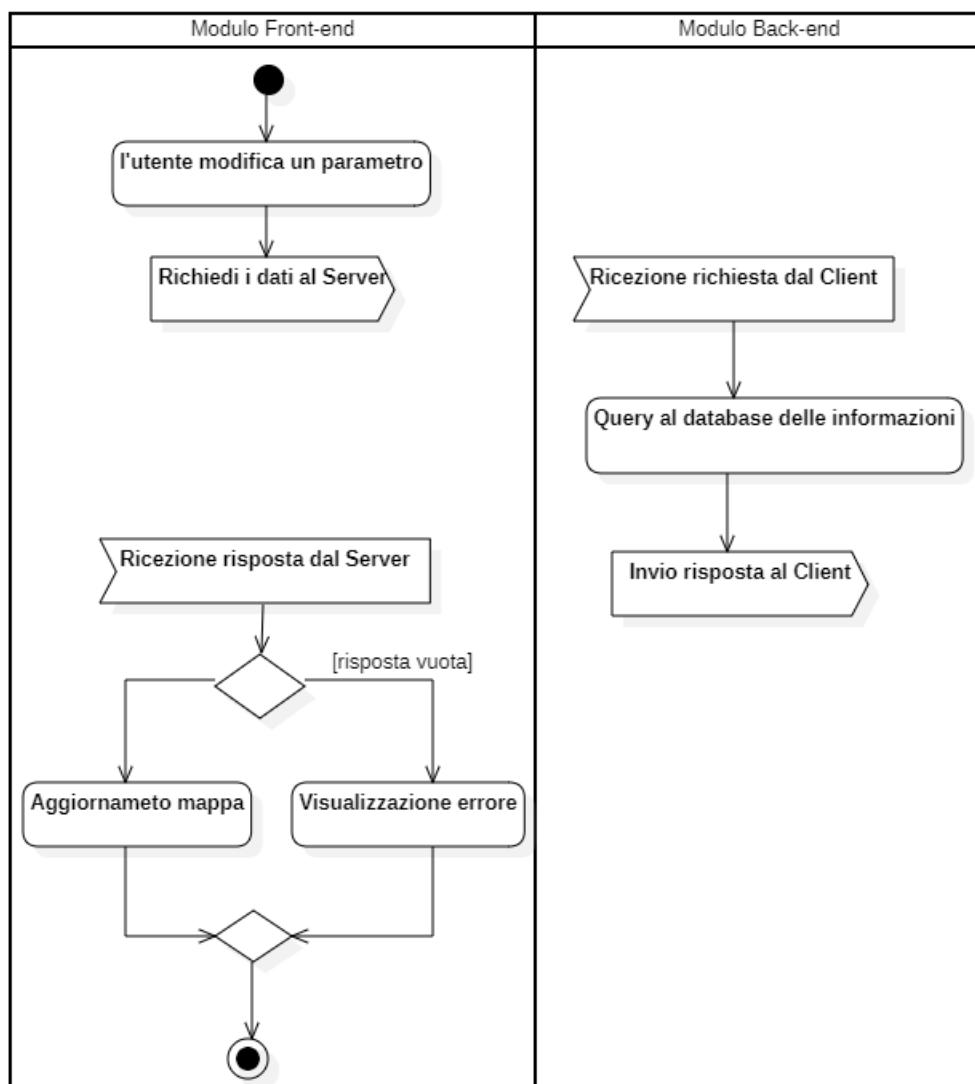 Modulo Front-end
Modulo Back-end
l'utente modifica un parametro
Richiedi i dati al Server
Ricezione richiesta dal Client
Query al database delle informazioni
Ricezione risposta dal Server
Invio risposta al Client
[risposta vuota]
Aggiornameto mappa
Visualizzazione errore